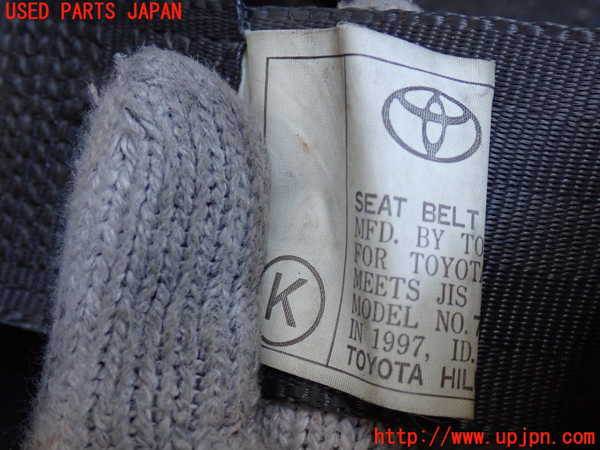 USED PARTS JAPAN
SEAT BELT
MFD. BY TO
FOR TOYOTA
MEETS JIS
MODEL NO.
IN 1997, ID.
TOYOTA HIL
K
http://www.upjpn.com